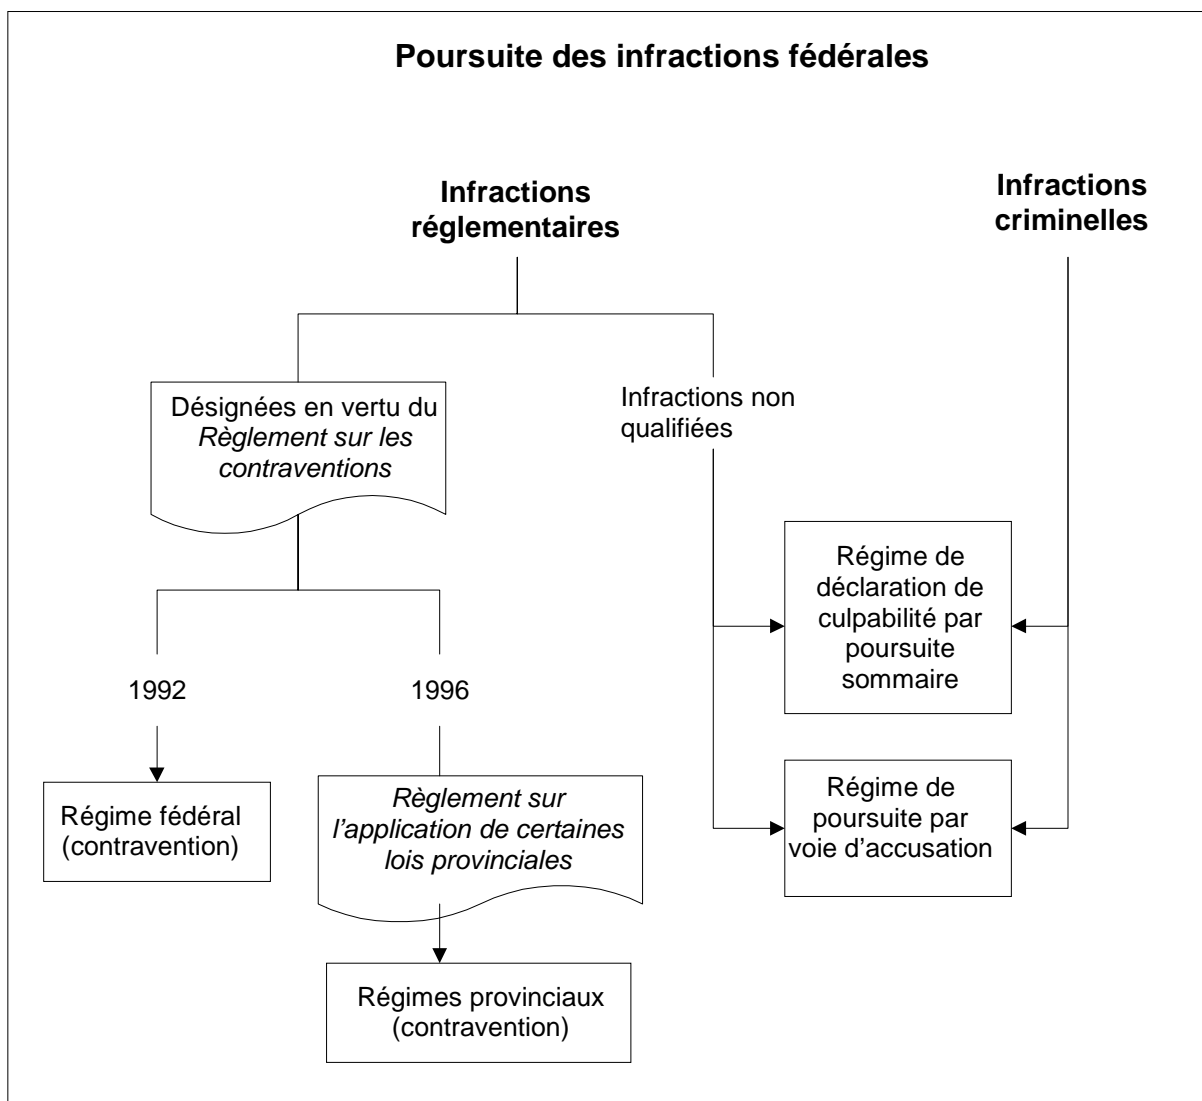 Poursuite des infractions fédérales
Infractions
réglementaires
Infractions
criminelles
Désignées en vertu du
Règlement sur les
contraventions
Infractions non
qualifiées
Régime de
déclaration de
culpabilité par
poursuite
sommaire
1992
1996
Régime fédéral
(contravention)
Règlement sur
l'application de certaines
lois provinciales
Régime de
poursuite par
voie d'accusation
Régimes provinciaux
(contravention)